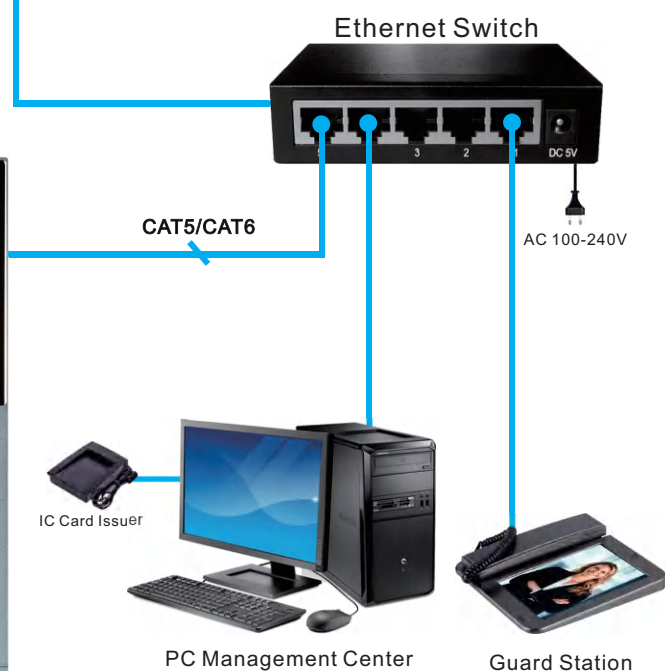 Ethernet Switch
3 2 1 DC 5V
AC 100-240V
CAT5/CAT6
IC Card Issuer
PC Management Center
Guard Station